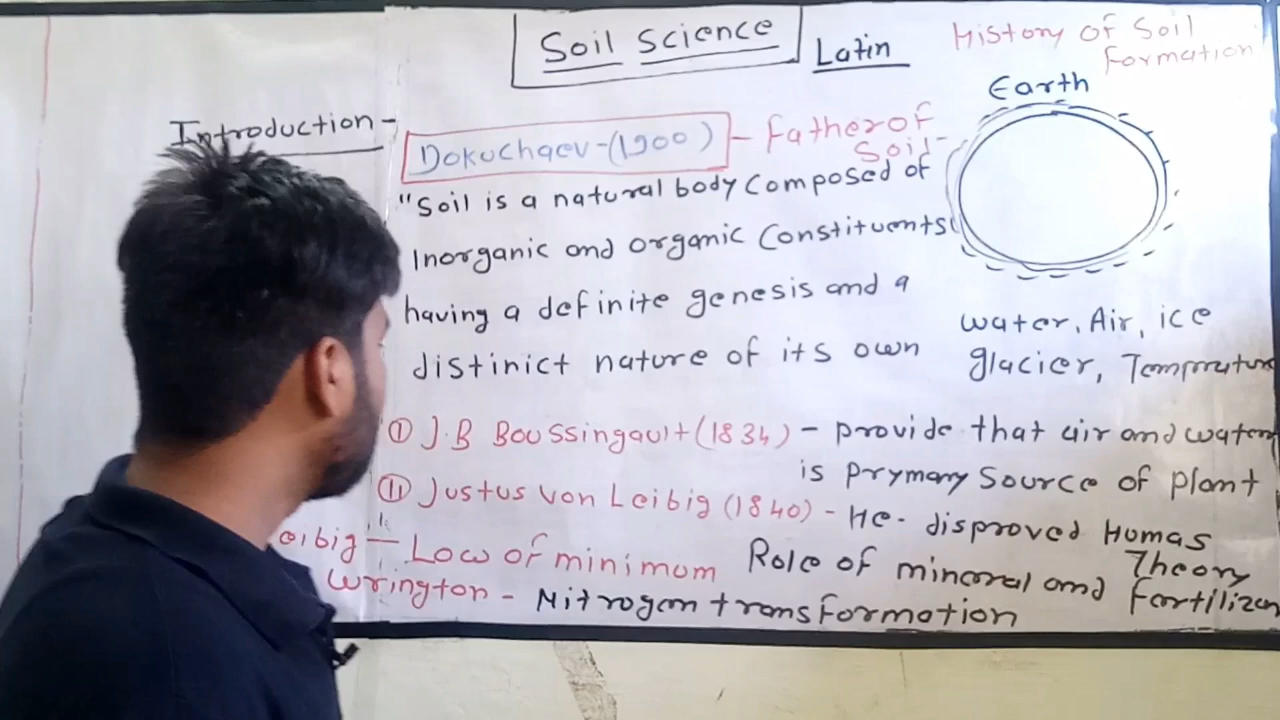 Soil Science
Latin
History of Soil
Formation
Earth
Introduction -
Dokuchaev - (1900) - Father of
Soil -
"Soil is a natural body composed of
Inorganic and organic Constituents
having a definite genesis and a
distinict nature of its own
water, Air, ice
glacier, Temprature
① J.B Boussingault (1834) - provide that air and water
is Prymary Source of plant
⑪ Justus Von Leibig (1840) - He. disproved Humas
Theory
Role of mineral and Fertilizer
eibig - Low of minimum
Wrington - Nitrogen transformation